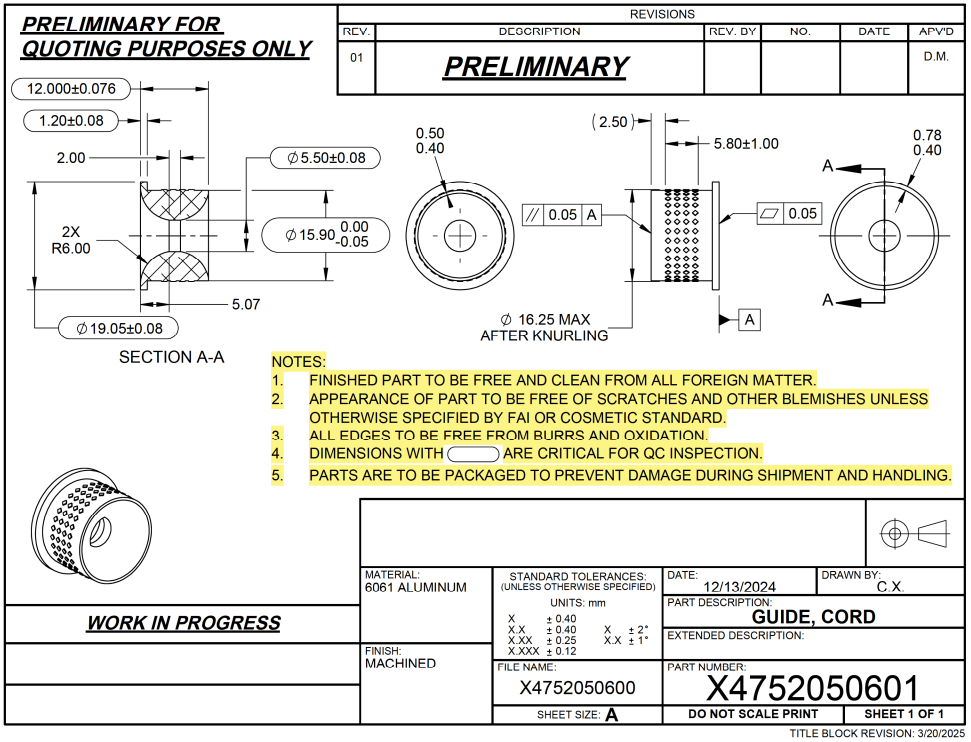 PRELIMINARY FOR
QUOTING PURPOSES ONLY
REVISIONS
REV. DESCRIPTION REV. BY NO. DATE APV'D
01 PRELIMINARY D.M.
12.000±0.076
1.20±0.08
2.00
∅5.50±0.08
∅15.90 0.00
-0.05
2X
R6.00
5.07
∅19.05±0.08
SECTION A-A
0.50
0.40
(2.50)
5.80±1.00
// 0.05 A
⏥ 0.05
∅ 16.25 MAX
AFTER KNURLING
A
0.78
0.40
A
A
NOTES:
1. FINISHED PART TO BE FREE AND CLEAN FROM ALL FOREIGN MATTER.
2. APPEARANCE OF PART TO BE FREE OF SCRATCHES AND OTHER BLEMISHES UNLESS
OTHERWISE SPECIFIED BY FAI OR COSMETIC STANDARD.
3. ALL EDGES TO BE FREE FROM BURRS AND OXIDATION.
4. DIMENSIONS WITH ARE CRITICAL FOR QC INSPECTION.
5. PARTS ARE TO BE PACKAGED TO PREVENT DAMAGE DURING SHIPMENT AND HANDLING.
WORK IN PROGRESS
MATERIAL:
6061 ALUMINUM
FINISH:
MACHINED
STANDARD TOLERANCES:
(UNLESS OTHERWISE SPECIFIED)
UNITS: mm
X ± 0.40
X.X ± 0.40 X ± 2°
X.XX ± 0.25 X.X ± 1°
X.XXX ± 0.12
FILE NAME:
X4752050600
SHEET SIZE: A
DATE:
12/13/2024
DRAWN BY:
C.X.
PART DESCRIPTION:
GUIDE, CORD
EXTENDED DESCRIPTION:
PART NUMBER:
X4752050601
DO NOT SCALE PRINT
SHEET 1 OF 1
TITLE BLOCK REVISION: 3/20/2025